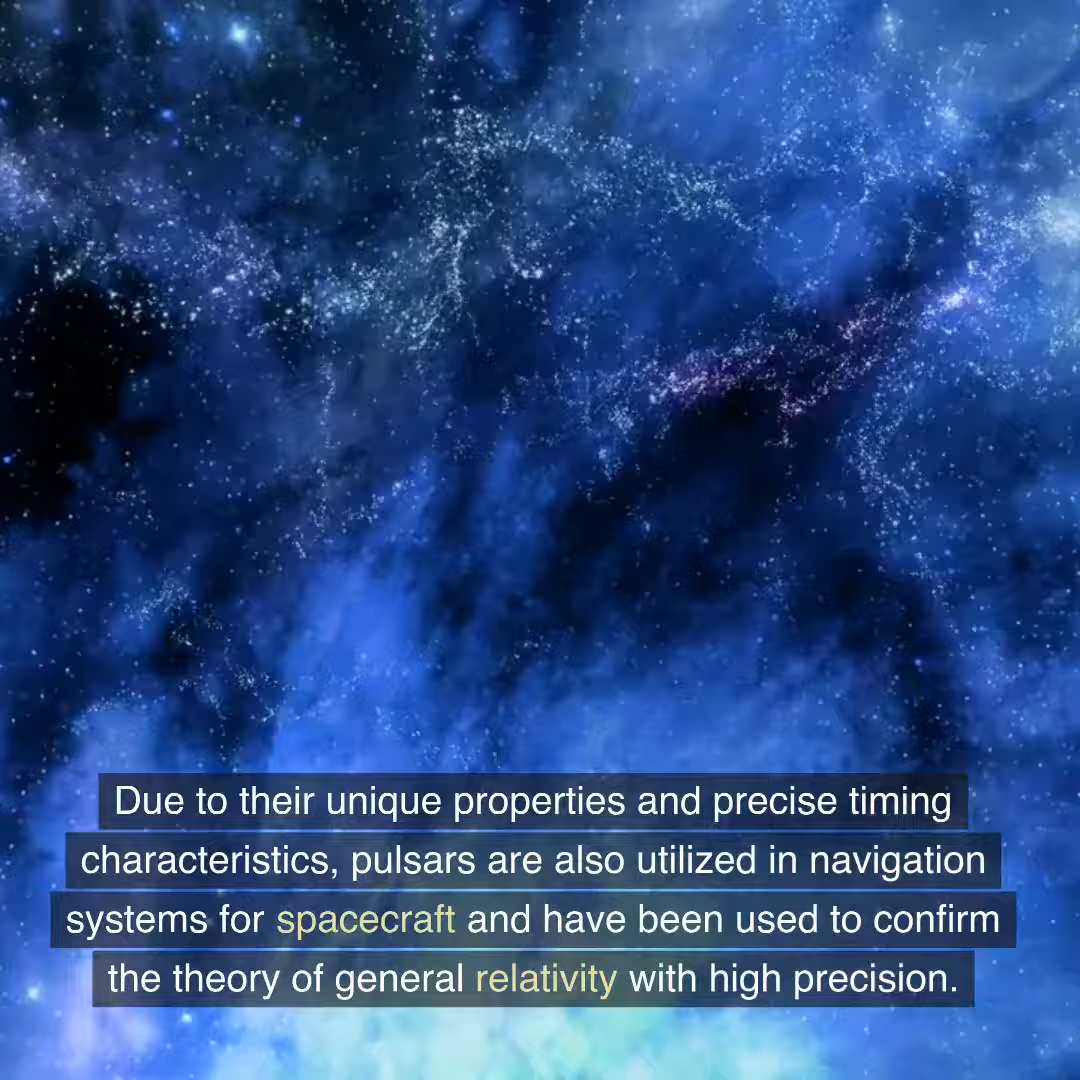 Due to their unique properties and precise timing
characteristics, pulsars are also utilized in navigation
systems for spacecraft and have been used to confirm
the theory of general relativity with high precision.